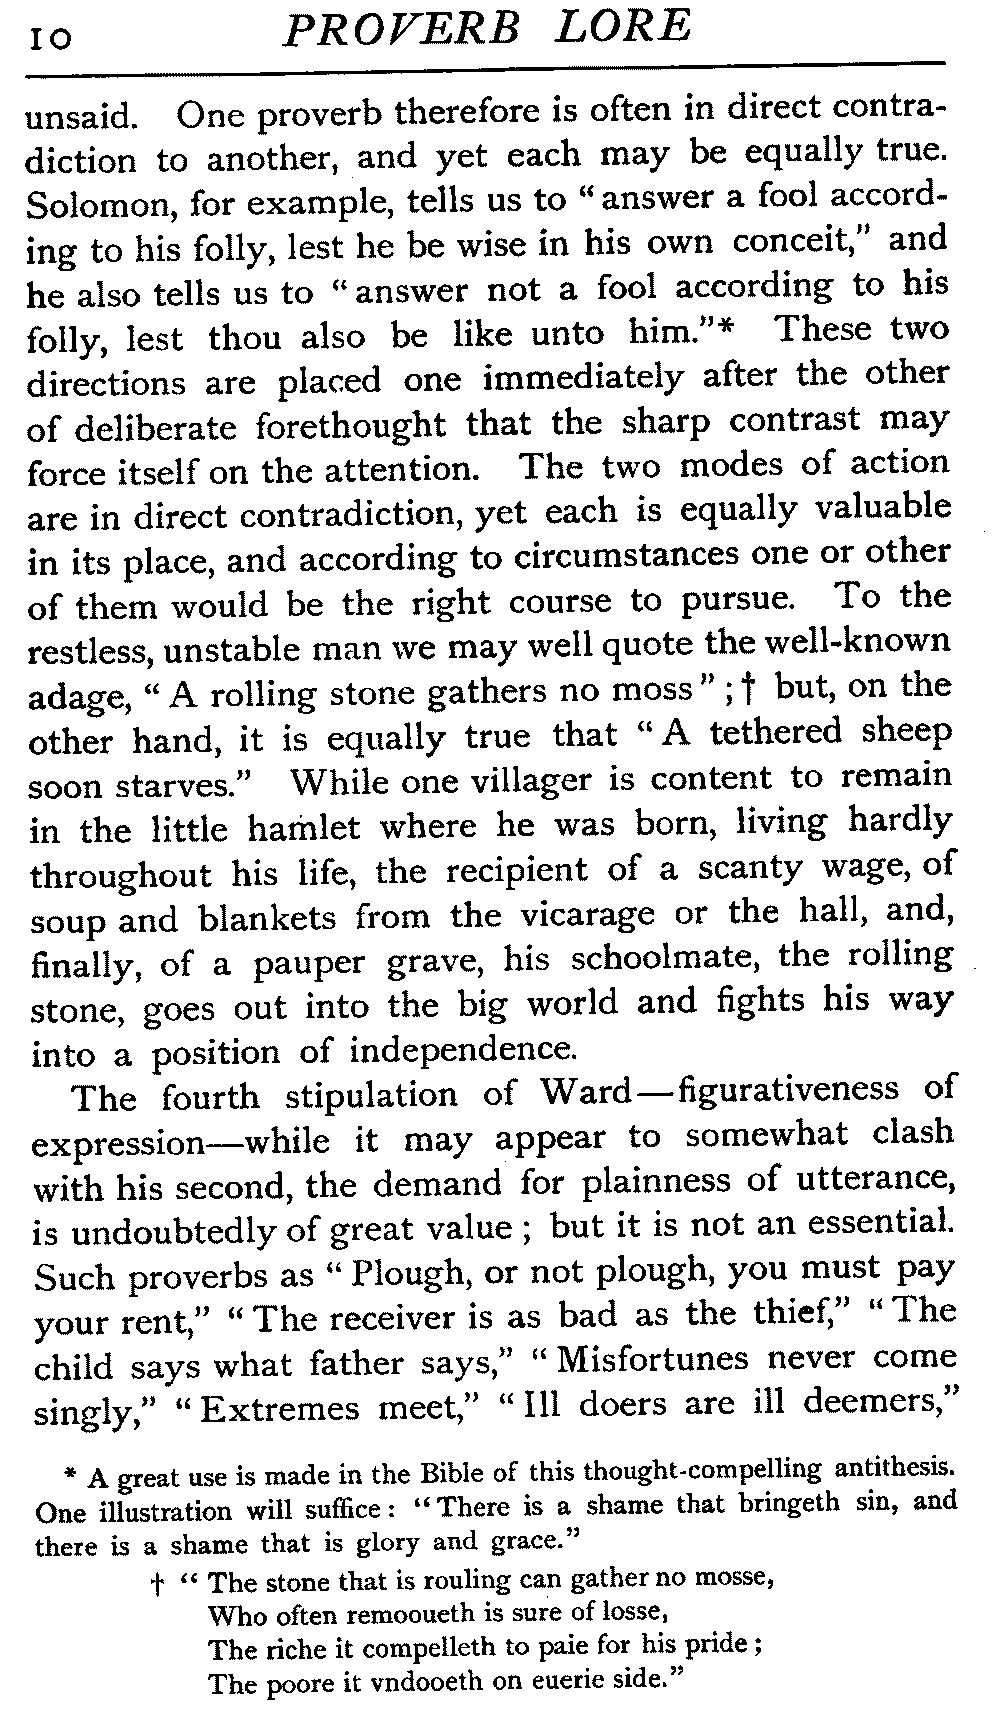 10 PROVERB LORE
unsaid. One proverb therefore is often in direct contra-
diction to another, and yet each may be equally true.
Solomon, for example, tells us to “answer a fool accord-
ing to his folly, lest he be wise in his own conceit,” and
he also tells us to “answer not a fool according to his
folly, lest thou also be like unto him.”* These two
directions are placed one immediately after the other
of deliberate forethought that the sharp contrast may
force itself on the attention. The two modes of action
are in direct contradiction, yet each is equally valuable
in its place, and according to circumstances one or other
of them would be the right course to pursue. To the
restless, unstable man we may well quote the well-known
adage, “A rolling stone gathers no moss” ;† but, on the
other hand, it is equally true that “A tethered sheep
soon starves.” While one villager is content to remain
in the little hamlet where he was born, living hardly
throughout his life, the recipient of a scanty wage, of
soup and blankets from the vicarage or the hall, and,
finally, of a pauper grave, his schoolmate, the rolling
stone, goes out into the big world and fights his way
into a position of independence.
The fourth stipulation of Ward—figurativeness of
expression—while it may appear to somewhat clash
with his second, the demand for plainness of utterance,
is undoubtedly of great value ; but it is not an essential.
Such proverbs as “Plough, or not plough, you must pay
your rent,” “The receiver is as bad as the thief,” “The
child says what father says,” “Misfortunes never come
singly,” “Extremes meet,” “Ill doers are ill deemers,”
* A great use is made in the Bible of this thought-compelling antithesis.
One illustration will suffice : “There is a shame that bringeth sin, and
there is a shame that is glory and grace.”
† “The stone that is rouling can gather no mosse,
Who often remooueth is sure of losse,
The riche it compelleth to paie for his pride ;
The poore it vndooeth on euerie side.”